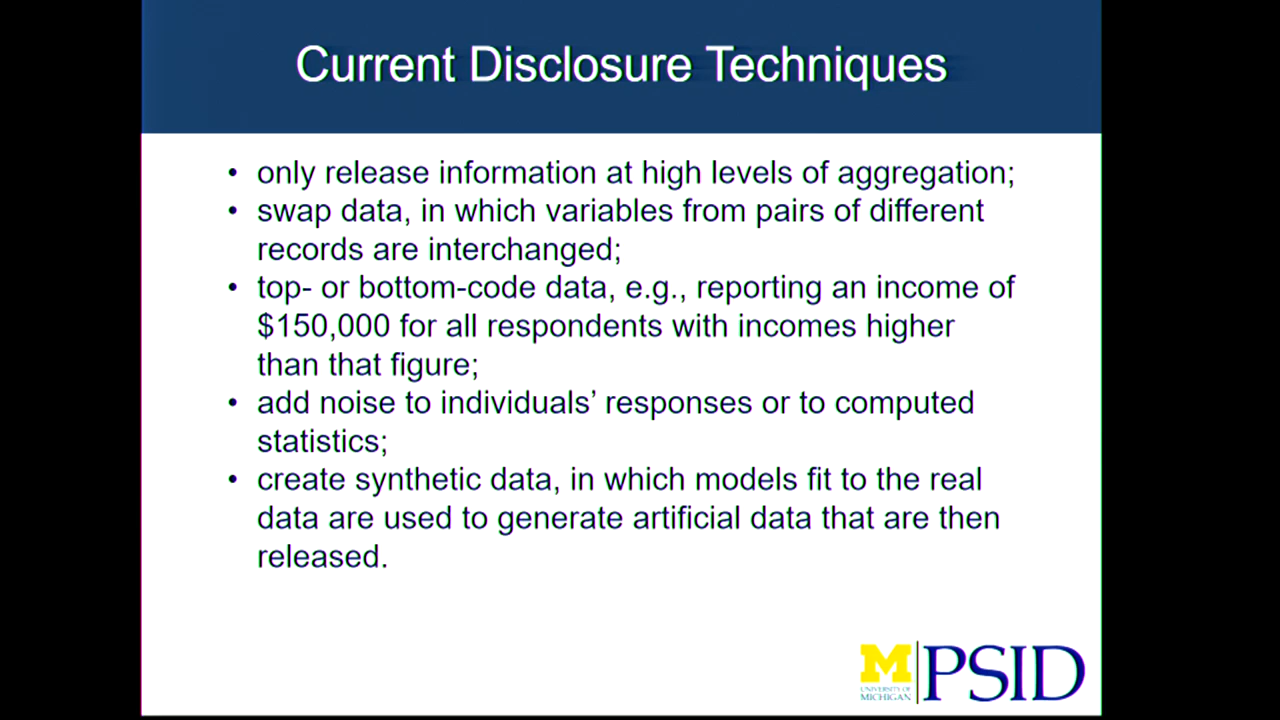 Current Disclosure Techniques
• only release information at high levels of aggregation;
• swap data, in which variables from pairs of different
records are interchanged;
• top- or bottom-code data, e.g., reporting an income of
$150,000 for all respondents with incomes higher
than that figure;
• add noise to individuals’ responses or to computed
statistics;
• create synthetic data, in which models fit to the real
data are used to generate artificial data that are then
released.
M
UNIVERSITY OF
MICHIGAN
PSID